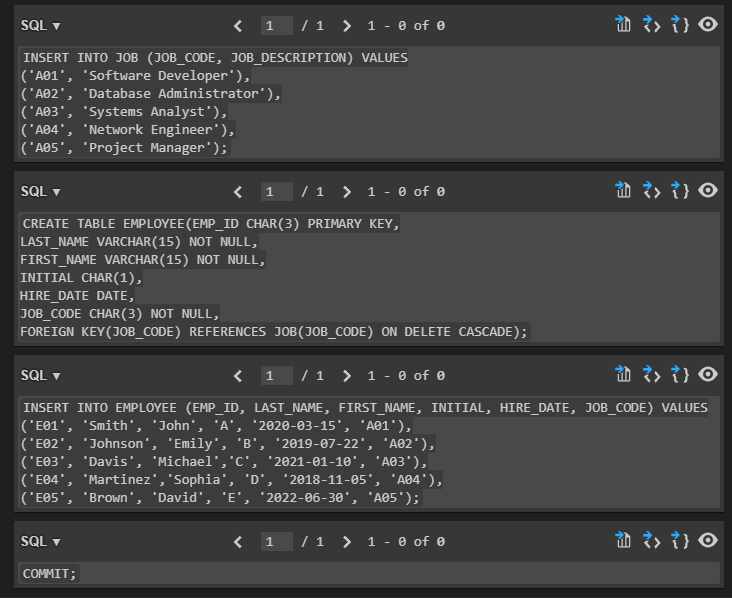 SQL ▼ < 1 / 1 > 1 - 0 of 0
INSERT INTO JOB (JOB_CODE, JOB_DESCRIPTION) VALUES
('A01', 'Software Developer'),
('A02', 'Database Administrator'),
('A03', 'Systems Analyst'),
('A04', 'Network Engineer'),
('A05', 'Project Manager');
SQL ▼ < 1 / 1 > 1 - 0 of 0
CREATE TABLE EMPLOYEE(EMP_ID CHAR(3) PRIMARY KEY,
LAST_NAME VARCHAR(15) NOT NULL,
FIRST_NAME VARCHAR(15) NOT NULL,
INITIAL CHAR(1),
HIRE_DATE DATE,
JOB_CODE CHAR(3) NOT NULL,
FOREIGN KEY(JOB_CODE) REFERENCES JOB(JOB_CODE) ON DELETE CASCADE);
SQL ▼ < 1 / 1 > 1 - 0 of 0
INSERT INTO EMPLOYEE (EMP_ID, LAST_NAME, FIRST_NAME, INITIAL, HIRE_DATE, JOB_CODE) VALUES
('E01', 'Smith', 'John', 'A', '2020-03-15', 'A01'),
('E02', 'Johnson', 'Emily', 'B', '2019-07-22', 'A02'),
('E03', 'Davis', 'Michael','C', '2021-01-10', 'A03'),
('E04', 'Martinez','Sophia', 'D', '2018-11-05', 'A04'),
('E05', 'Brown', 'David', 'E', '2022-06-30', 'A05');
SQL ▼ < 1 / 1 > 1 - 0 of 0
COMMIT;